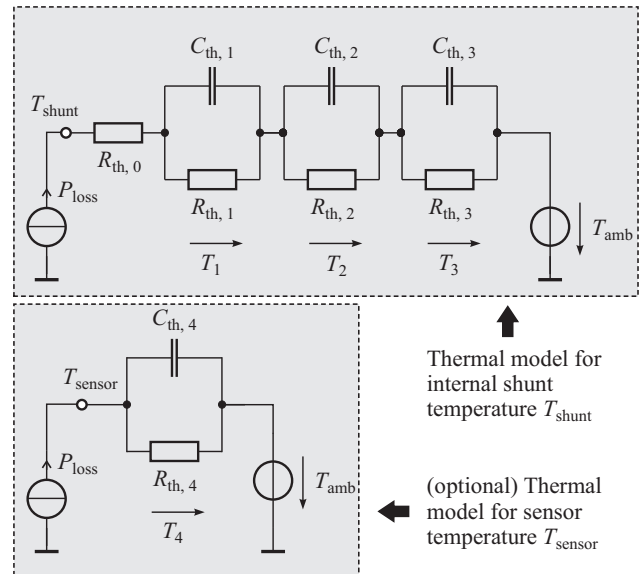 C_th, 1
C_th, 2
C_th, 3
T_shunt
R_th, 0
P_loss
R_th, 1
R_th, 2
R_th, 3
T_amb
T_1
T_2
T_3
C_th, 4
T_sensor
P_loss
R_th, 4
T_amb
T_4
Thermal model for
internal shunt
temperature T_shunt
(optional) Thermal
model for sensor
temperature T_sensor